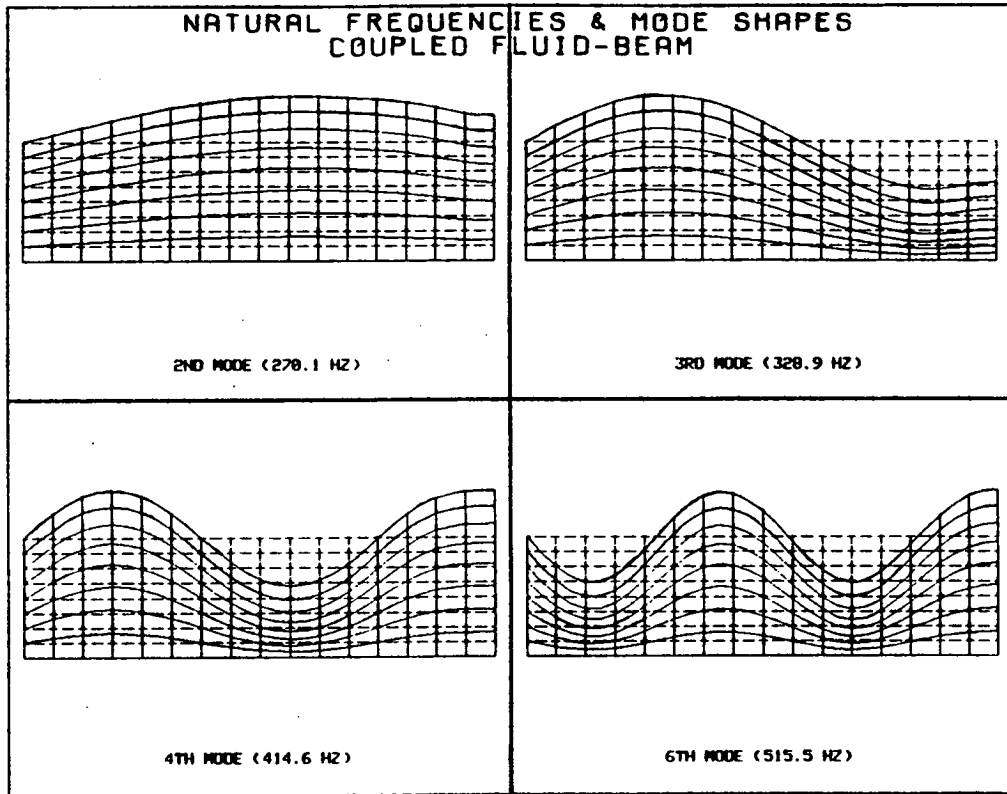 NATURAL FREQUENCIES & MODE SHAPES
COUPLED FLUID-BEAM
2ND MODE (270.1 HZ)
3RD MODE (328.9 HZ)
4TH MODE (414.6 HZ)
6TH MODE (515.5 HZ)